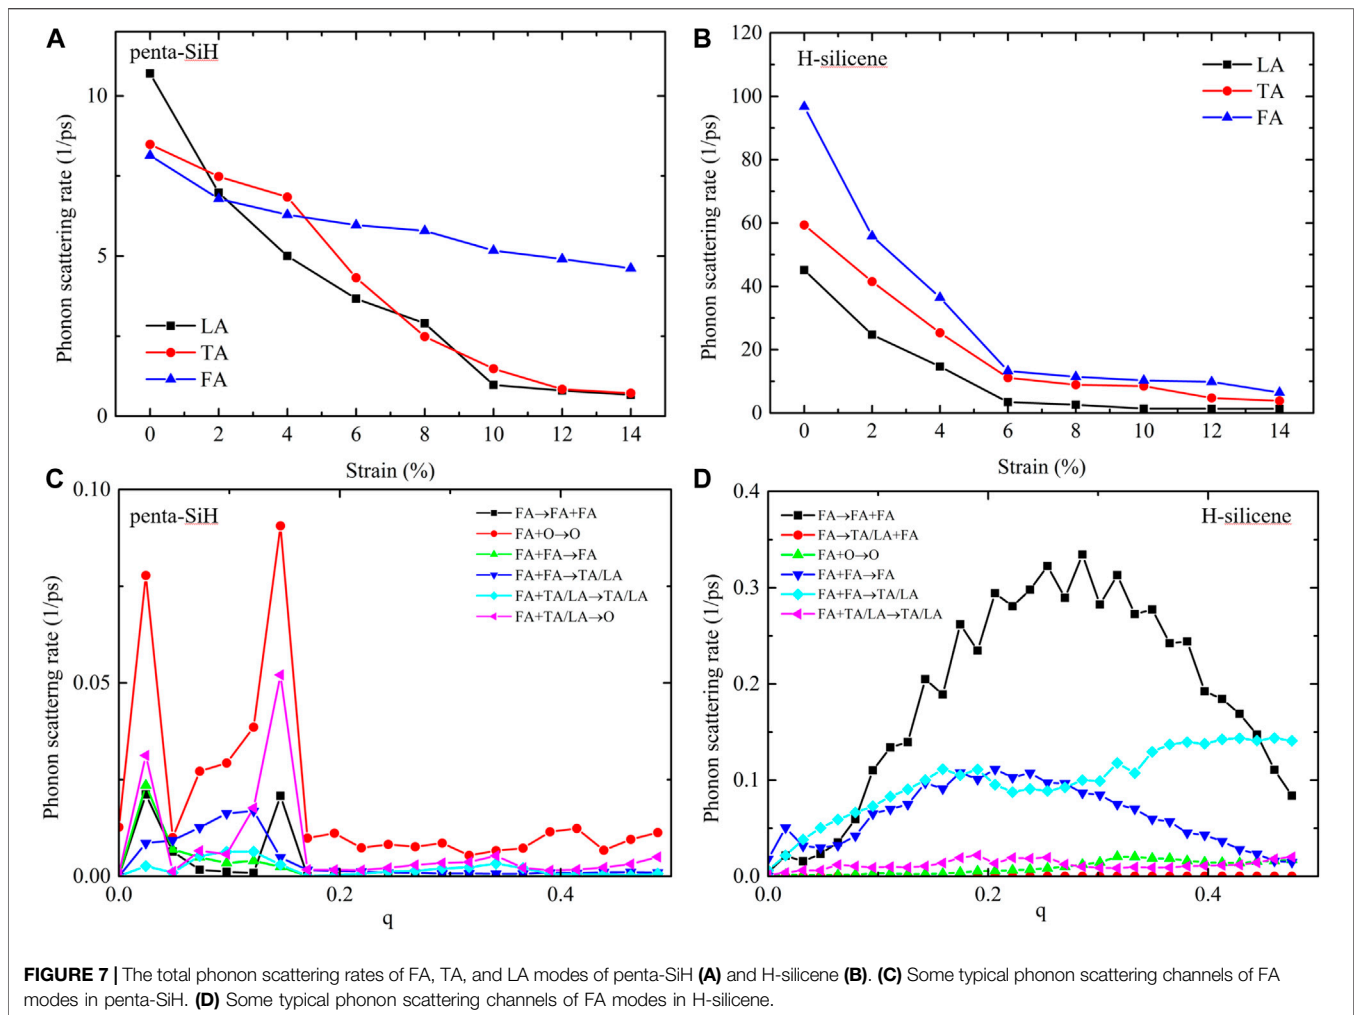 A
penta-SiH
Phonon scattering rate (1/ps)
10
5
0
LA
TA
FA
0 2 4 6 8 10 12 14
Strain (%)
B
H-silicene
Phonon scattering rate (1/ps)
120
100
80
60
40
20
0
LA
TA
FA
0 2 4 6 8 10 12 14
Strain (%)
C
penta-SiH
Phonon scatterng rate (1/ps)
0.10
0.05
0.00
FA→FA+FA
FA+O→O
FA+FA→FA
FA+FA→TA/LA
FA+TA/LA→TA/LA
FA+TA/LA→O
0.0 0.2 0.4
q
D
H-silicene
Phonon scattering rate (1/ps)
0.4
0.3
0.2
0.1
0.0
FA→FA+FA
FA→TA/LA+FA
FA+O→O
FA+FA→FA
FA+FA→TA/LA
FA+TA/LA→TA/LA
0.0 0.2 0.4
q
FIGURE 7 | The total phonon scattering rates of FA, TA, and LA modes of penta-SiH (A) and H-silicene (B). (C) Some typical phonon scattering channels of FA
modes in penta-SiH. (D) Some typical phonon scattering channels of FA modes in H-silicene.